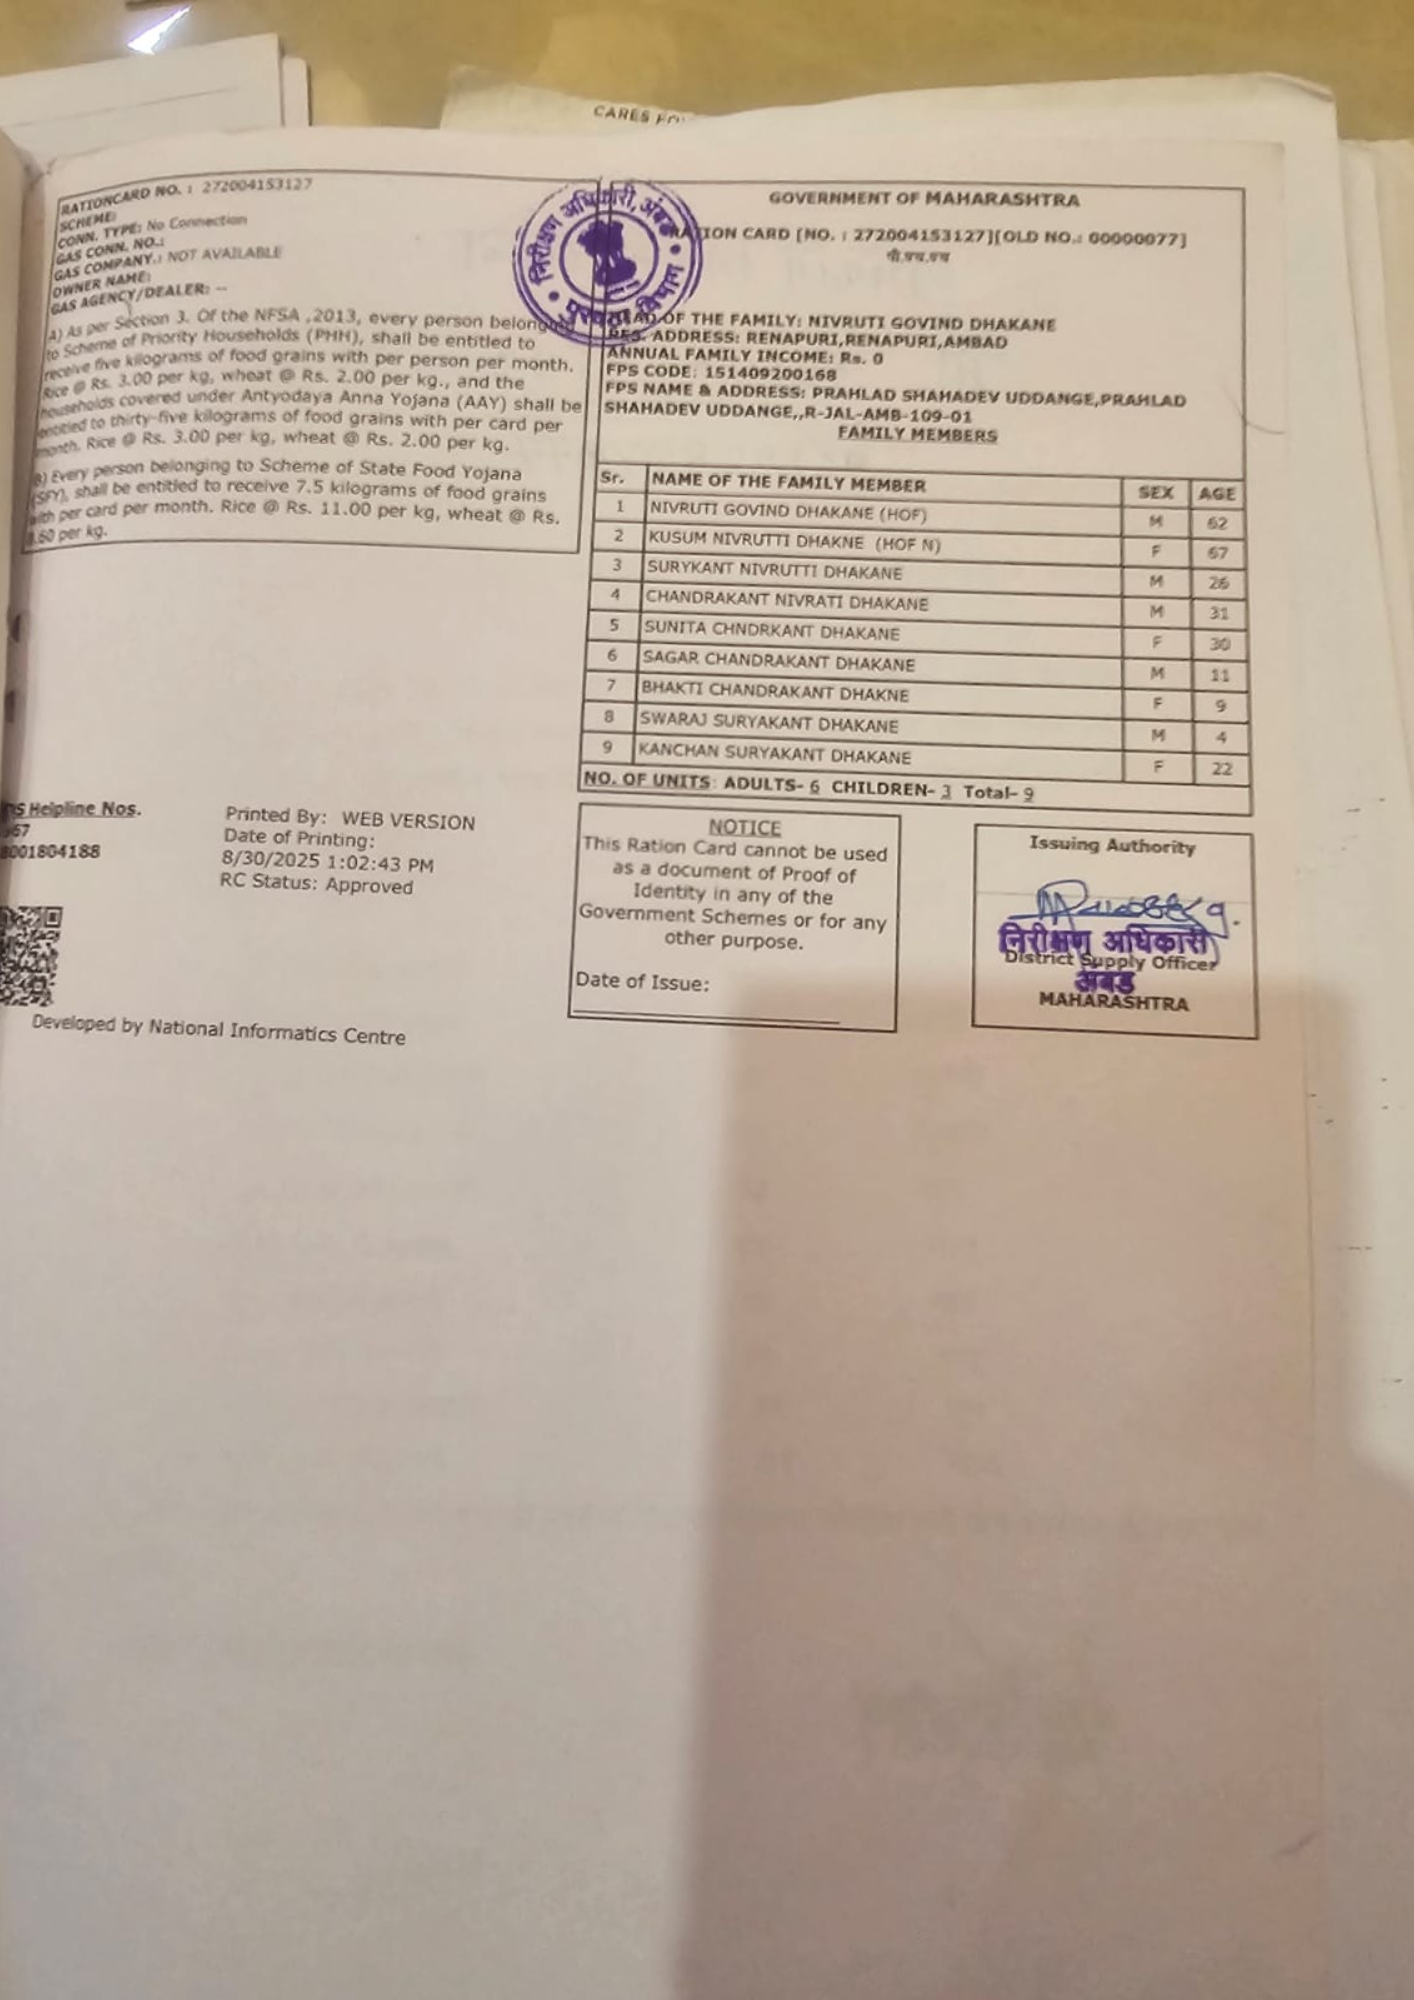 CARES
RATIONCARD NO. : 272004153127
SCHEME:
CONN. TYPE: No Connection
GAS CONN. NO.:
GAS COMPANY.: NOT AVAILABLE
OWNER NAME:
GAS AGENCY/DEALER: --
A) As per Section 3. Of the NFSA ,2013, every person belonging
to Scheme of Priority Households (PHH), shall be entitled to
receive five kilograms of food grains with per person per month.
Rice @ Rs. 3.00 per kg, wheat @ Rs. 2.00 per kg., and the
households covered under Antyodaya Anna Yojana (AAY) shall be
entitled to thirty-five kilograms of food grains with per card per
month. Rice @ Rs. 3.00 per kg, wheat @ Rs. 2.00 per kg.
B) Every person belonging to Scheme of State Food Yojana
(SFY), shall be entitled to receive 7.5 kilograms of food grains
with per card per month. Rice @ Rs. 11.00 per kg, wheat @ Rs.
.60 per kg.
निरीक्षण अधिकारी, अंबड
पुरवठा विभाग
GOVERNMENT OF MAHARASHTRA
RATION CARD [NO. : 272004153127][OLD NO.: 00000077]
पी.एच.एच
HEAD OF THE FAMILY: NIVRUTI GOVIND DHAKANE
RES. ADDRESS: RENAPURI,RENAPURI,AMBAD
ANNUAL FAMILY INCOME: Rs. 0
FPS CODE: 151409200168
FPS NAME & ADDRESS: PRAHLAD SHAHADEV UDDANGE,PRAHLAD
SHAHADEV UDDANGE,,R-JAL-AMB-109-01
FAMILY MEMBERS
Sr. NAME OF THE FAMILY MEMBER SEX AGE
1 NIVRUTI GOVIND DHAKANE (HOF) M 62
2 KUSUM NIVRUTTI DHAKNE (HOF N) F 67
3 SURYKANT NIVRUTTI DHAKANE M 26
4 CHANDRAKANT NIVRATI DHAKANE M 31
5 SUNITA CHNDRKANT DHAKANE F 30
6 SAGAR CHANDRAKANT DHAKANE M 11
7 BHAKTI CHANDRAKANT DHAKNE F 9
8 SWARAJ SURYAKANT DHAKANE M 4
9 KANCHAN SURYAKANT DHAKANE F 22
NO. OF UNITS: ADULTS- 6 CHILDREN- 3 Total- 9
Helpline Nos.
8001804188
Printed By: WEB VERSION
Date of Printing:
8/30/2025 1:02:43 PM
RC Status: Approved
Developed by National Informatics Centre
NOTICE
This Ration Card cannot be used
as a document of Proof of
Identity in any of the
Government Schemes or for any
other purpose.
Date of Issue:
Issuing Authority
निरीक्षण अधिकारी
District Supply Officer
अंबड
MAHARASHTRA